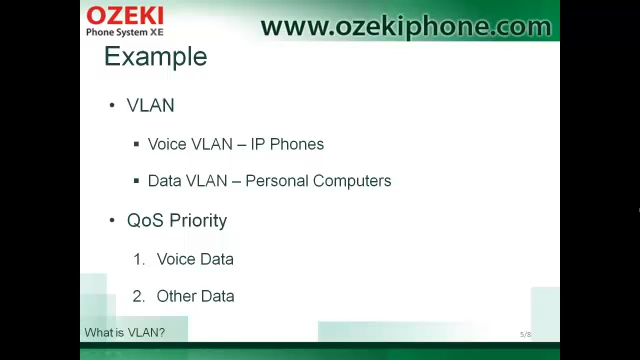 OZEKI
Phone System XE
www.ozekiphone.com
Example
• VLAN
▪ Voice VLAN – IP Phones
▪ Data VLAN – Personal Computers
• QoS Priority
1. Voice Data
2. Other Data
What is VLAN?
5/8